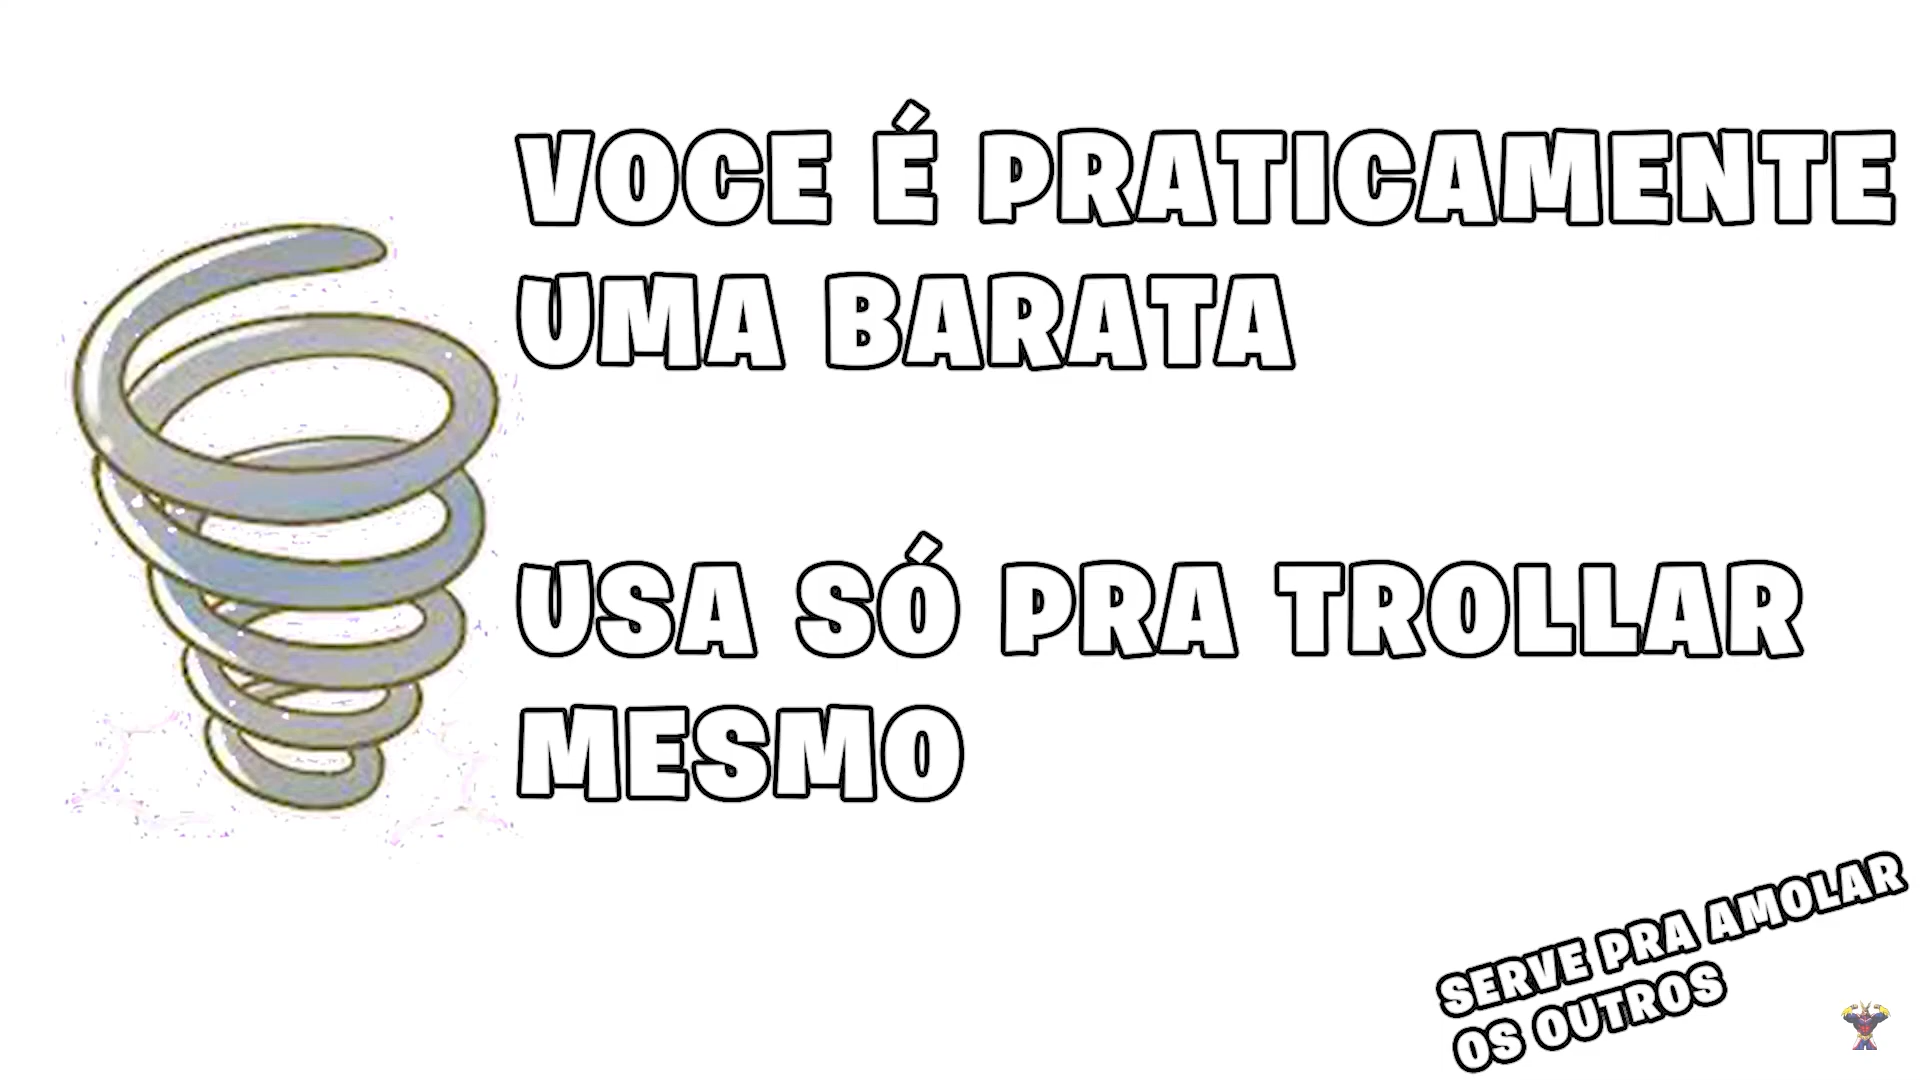 VOCE É PRATICAMENTE
UMA BARATA
USA SÓ PRA TROLLAR
MESMO
SERVE PRA AMOLAR
OS OUTROS